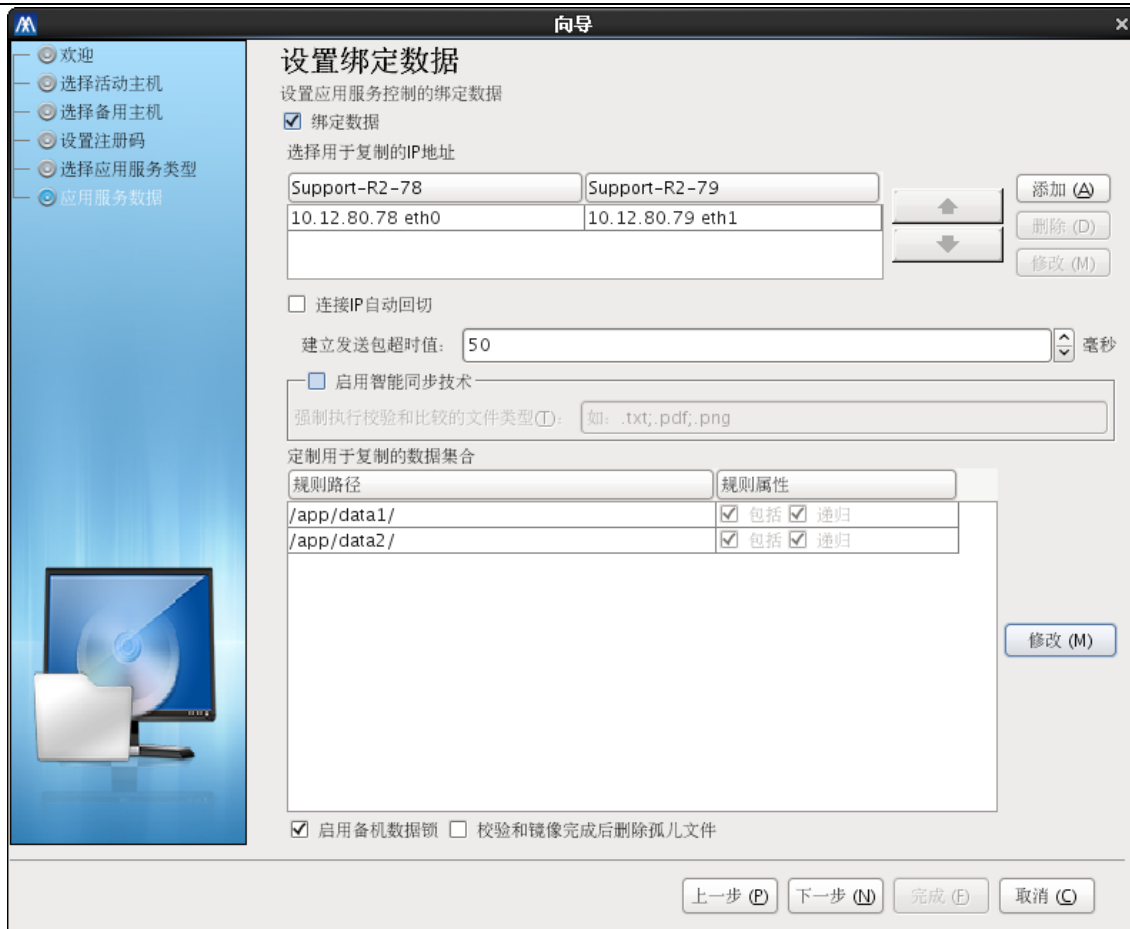 向导
欢迎
选择活动主机
选择备用主机
设置注册码
选择应用服务类型
应用服务数据
设置绑定数据
设置应用服务控制的绑定数据
绑定数据
选择用于复制的IP地址
Support-R2-78 Support-R2-79
10.12.80.78 eth0 10.12.80.79 eth1
添加 (A)
删除 (D)
修改 (M)
连接IP自动回切
建立发送包超时值: 50 毫秒
启用智能同步技术
强制执行校验和比较的文件类型(T): 如: .txt;.pdf;.png
定制用于复制的数据集合
规则路径 规则属性
/app/data1/ 包括 递归
/app/data2/ 包括 递归
修改 (M)
启用备机数据锁 校验和镜像完成后删除孤儿文件
上一步 (P) 下一步 (N) 完成 (F) 取消 (C)